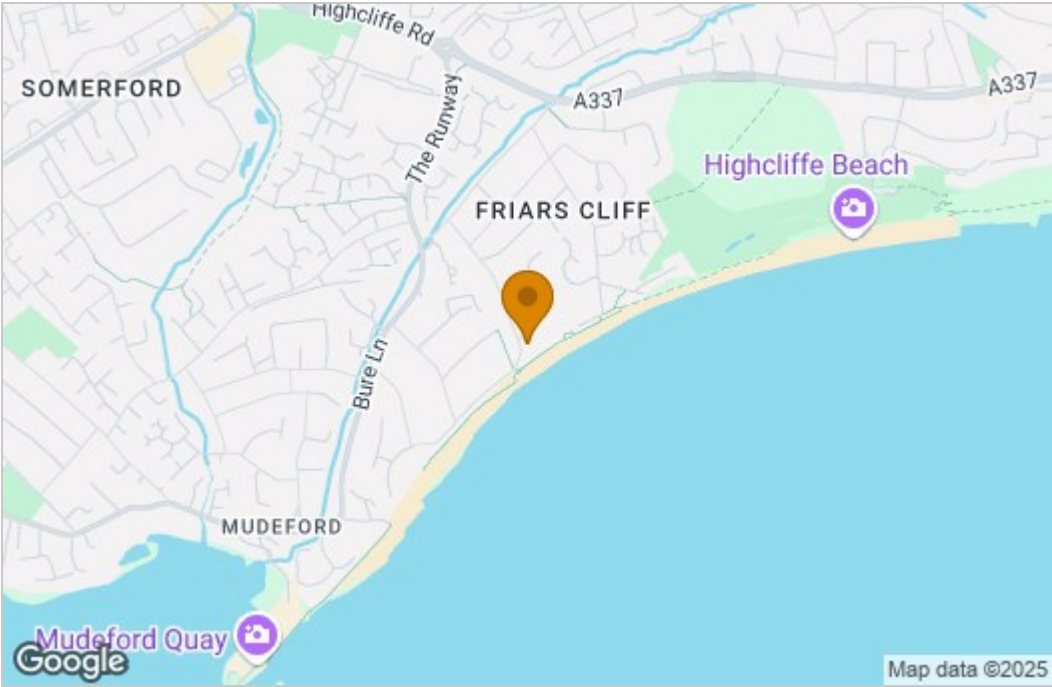 Highcliffe Rd
SOMERFORD
The Runway
A337
A337
Highcliffe Beach
FRIARS CLIFF
Bure Ln
MUDEFORD
Mudeford Quay
Google
Map data ©2025